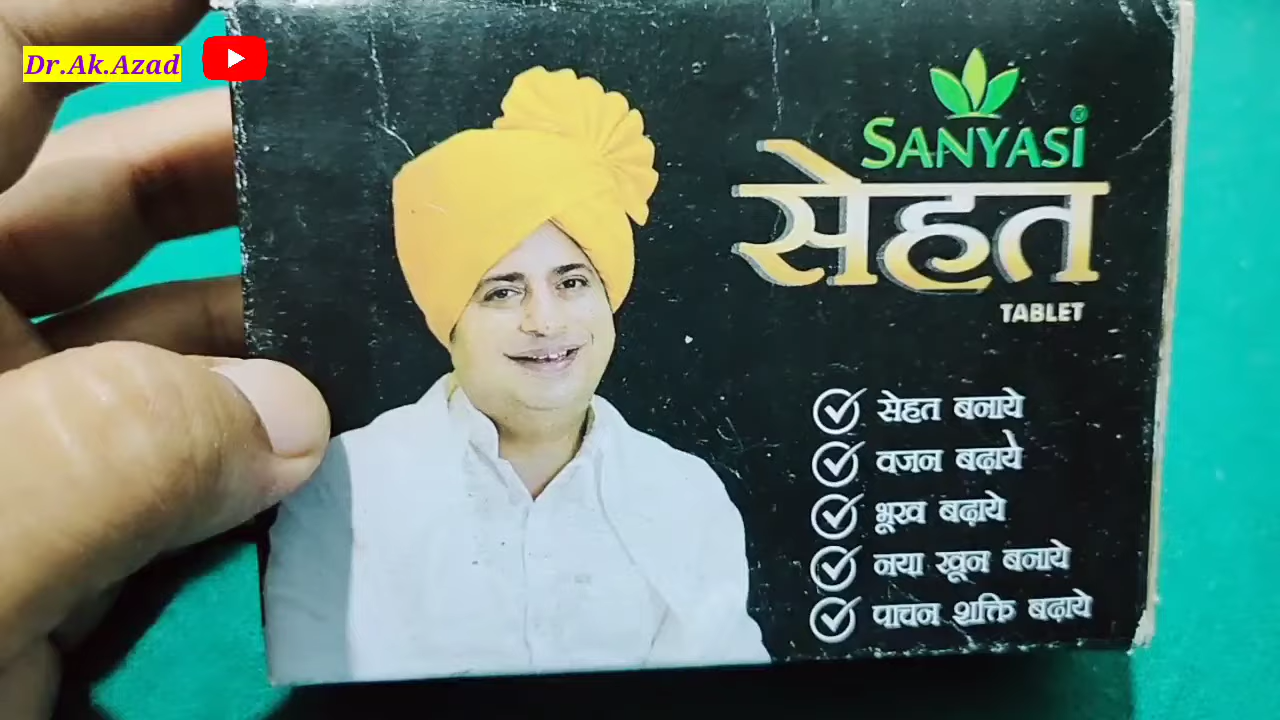 Dr.Ak.Azad
SANYASI®
सेहत
TABLET
सेहत बनाये
वजन बढ़ाये
भूख बढ़ाये
नया खून बनाये
पाचन शक्ति बढ़ाये